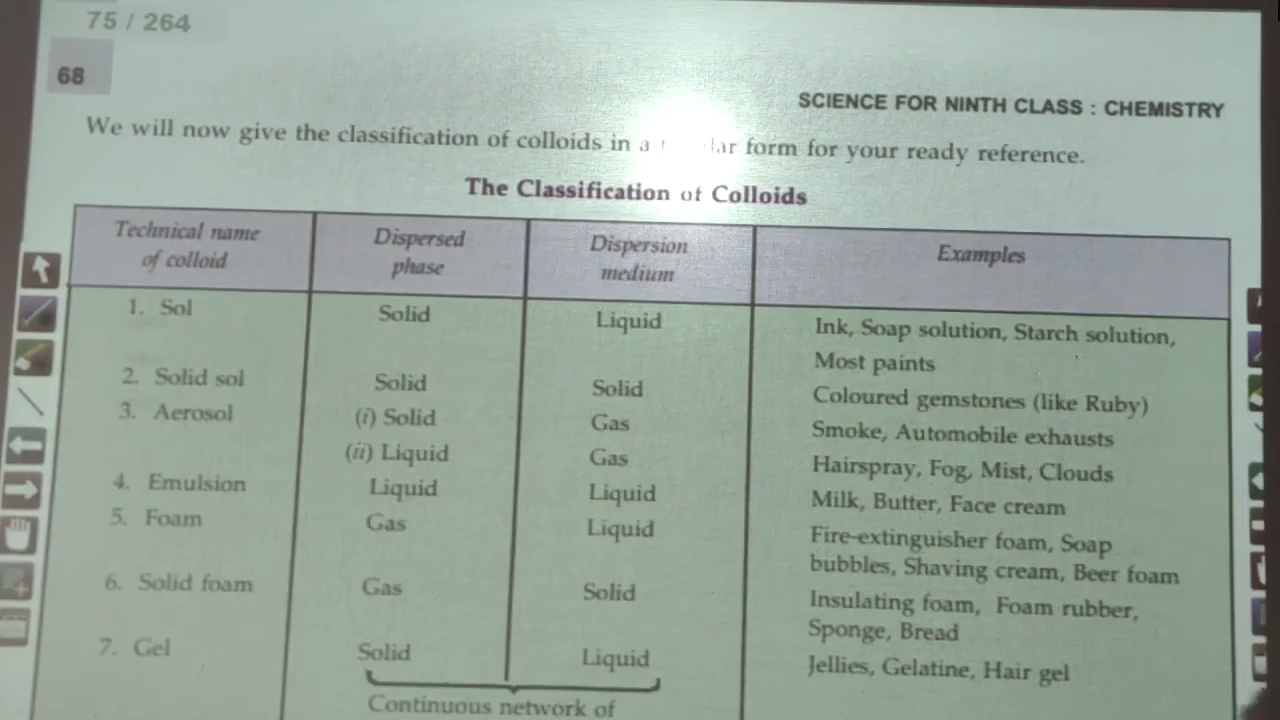 75 / 264
68
SCIENCE FOR NINTH CLASS : CHEMISTRY
We will now give the classification of colloids in a form for your ready reference.
The Classification of Colloids
Technical name of colloid Dispersed phase Dispersion medium Examples
1. Sol Solid Liquid Ink, Soap solution, Starch solution,
Most paints
2. Solid sol Solid Solid Coloured gemstones (like Ruby)
3. Aerosol (i) Solid Gas Smoke, Automobile exhausts
(ii) Liquid Gas Hairspray, Fog, Mist, Clouds
4. Emulsion Liquid Liquid Milk, Butter, Face cream
5. Foam Gas Liquid Fire-extinguisher foam, Soap
bubbles, Shaving cream, Beer foam
6. Solid foam Gas Solid Insulating foam, Foam rubber,
Sponge, Bread
7. Gel Solid Liquid Jellies, Gelatine, Hair gel
Continuous network of